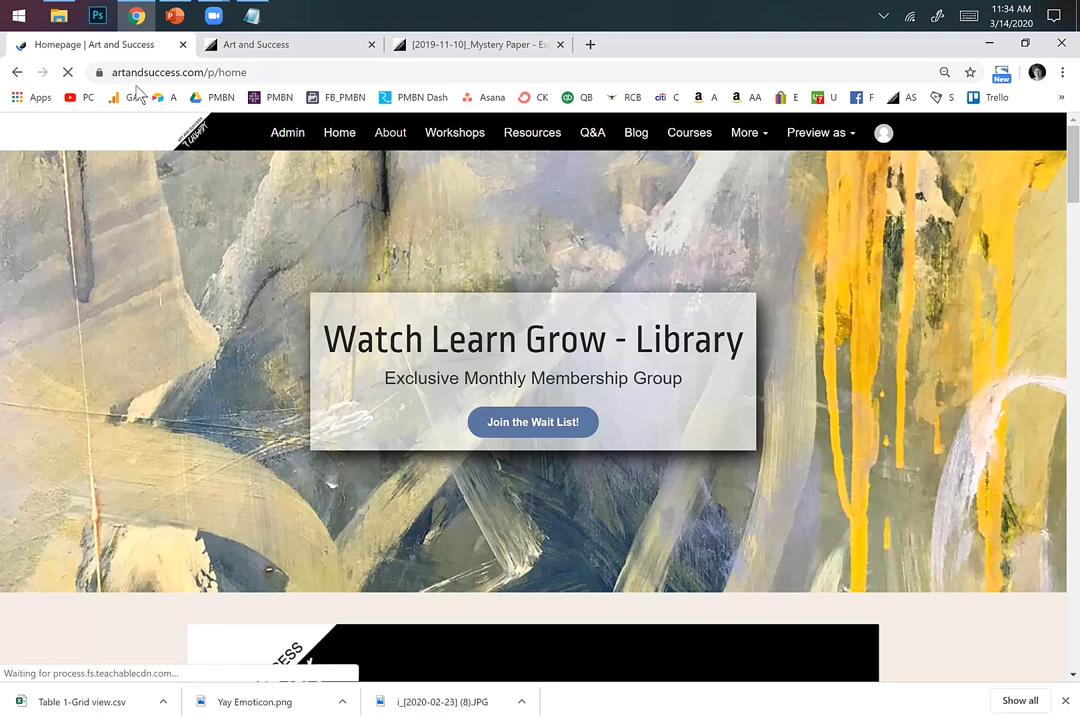 11:34 AM
3/14/2020
Homepage | Art and Success
Art and Success
[2019-11-10]_Mystery Paper - Ex
artandsuccess.com/p/home
New
Apps PC A PMBN PMBN FB_PMBN PMBN Dash Asana CK QB RCB C A AA E U F AS S Trello
Admin Home About Workshops Resources Q&A Blog Courses More Preview as
Watch Learn Grow - Library
Exclusive Monthly Membership Group
Join the Wait List!
Waiting for process.fs.teachablecdn.com...
Table 1-Grid view.csv
Yay Emoticon.png
i_[2020-02-23] (8).JPG
Show all